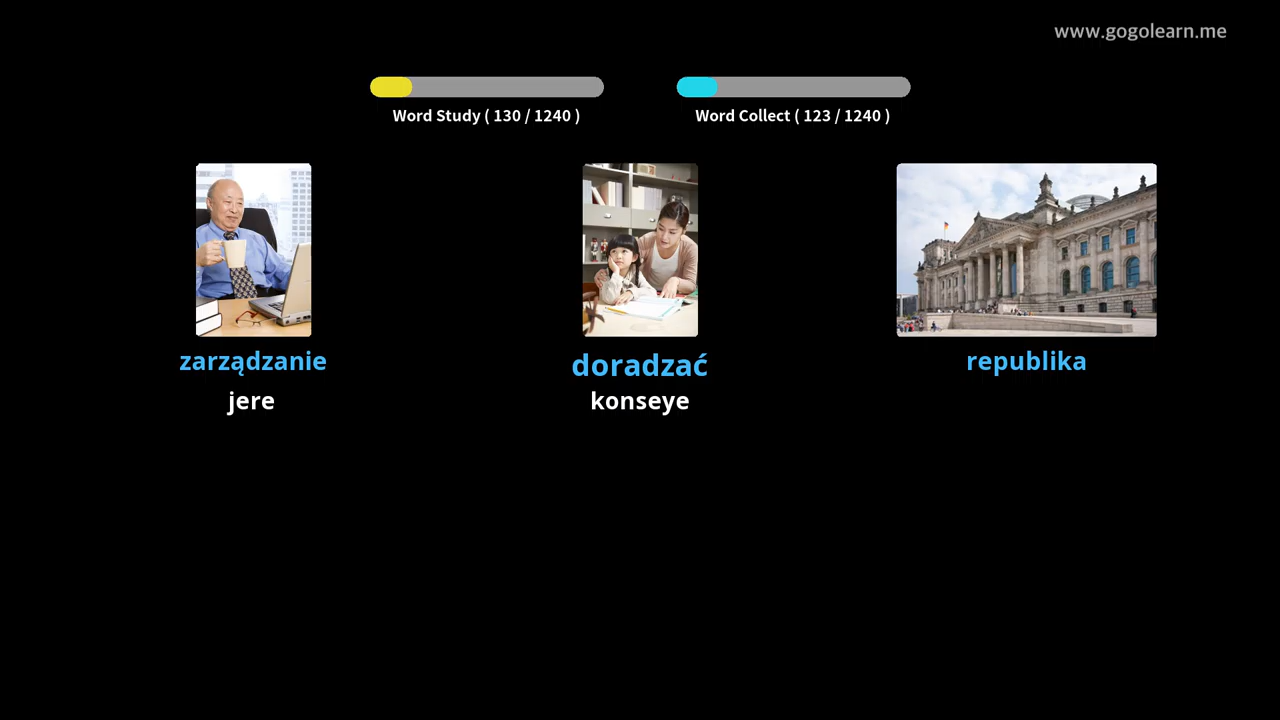 www.gogolearn.me
Word Study ( 130 / 1240 )
Word Collect ( 123 / 1240 )
zarządzanie
doradzać
republika
jere
konseye